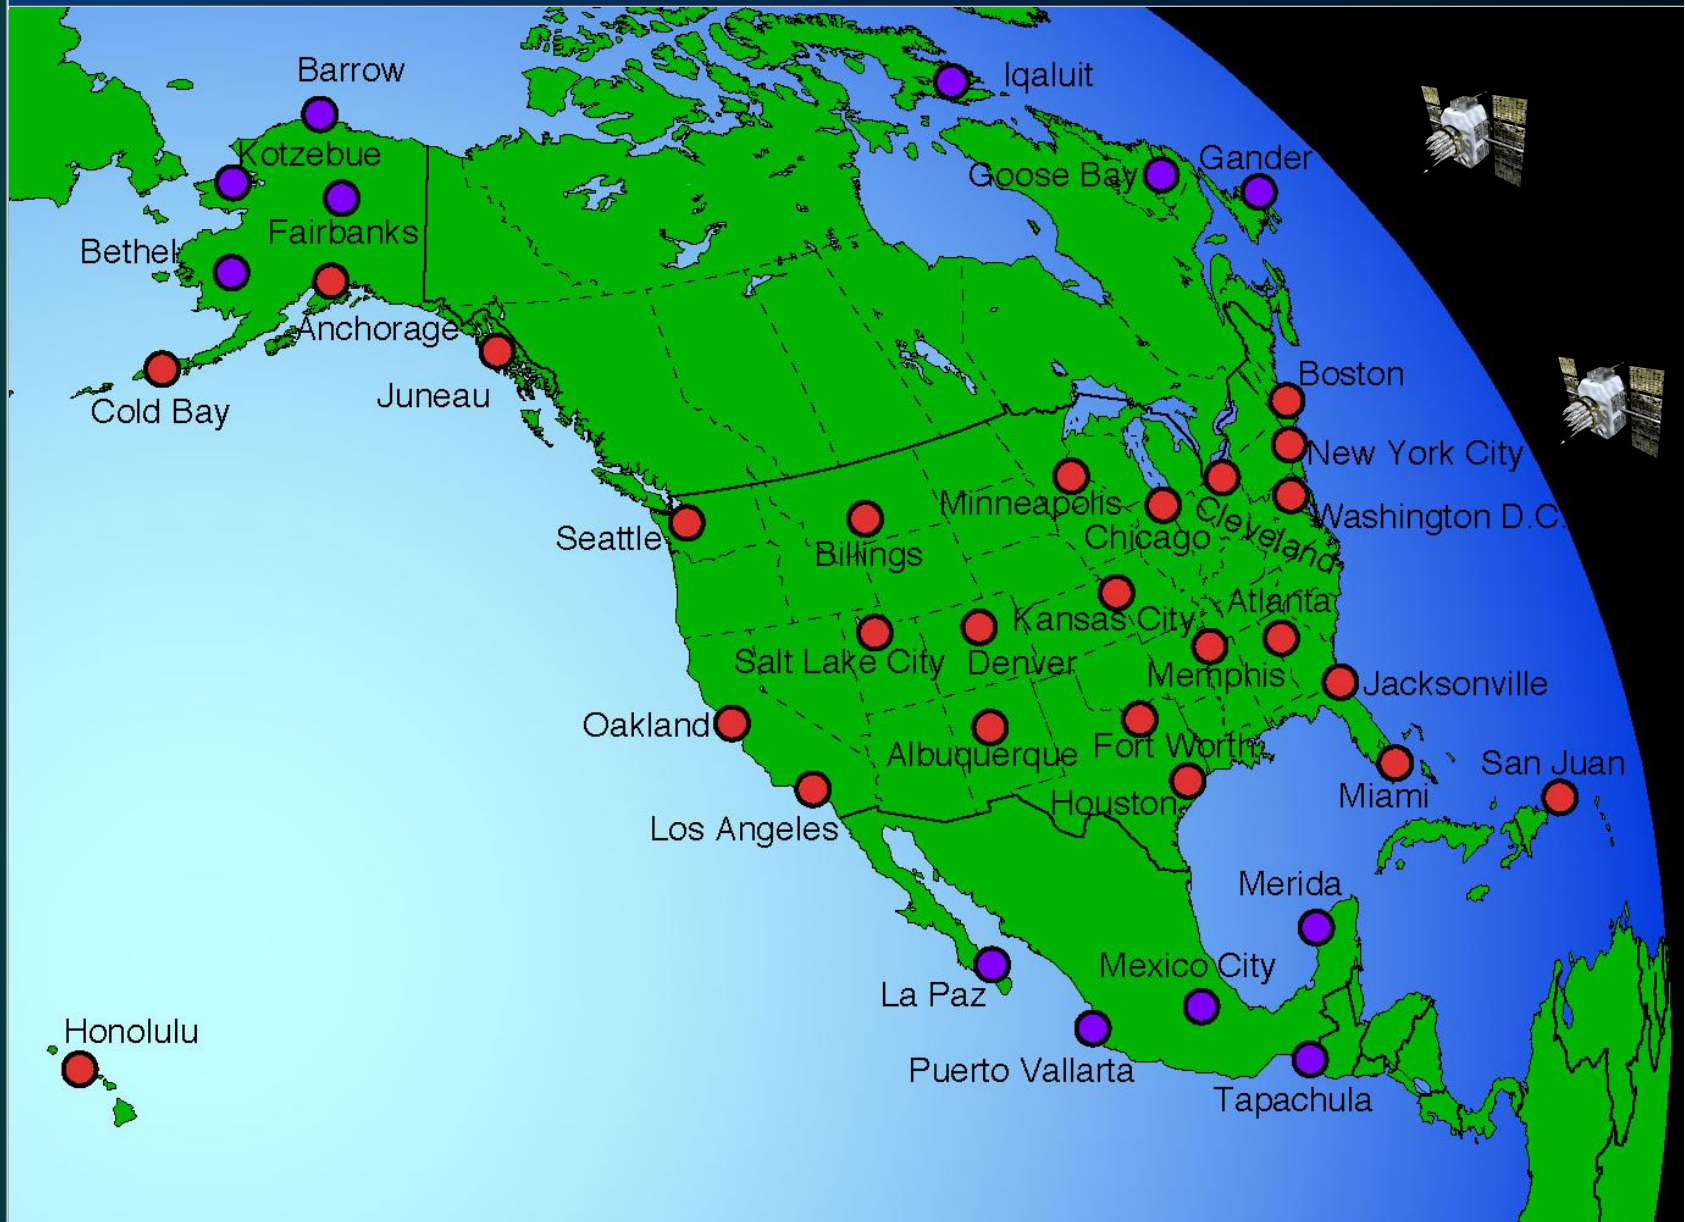 Barrow
Iqaluit
Kotzebue
Goose Bay
Gander
Fairbanks
Bethel
Anchorage
Juneau
Cold Bay
Boston
New York City
Minneapolis
Washington D.C.
Cleveland
Chicago
Seattle
Billings
Atlanta
Kansas City
Salt Lake City
Denver
Memphis
Jacksonville
Oakland
Albuquerque
Fort Worth
San Juan
Miami
Houston
Los Angeles
Merida
Mexico City
La Paz
Honolulu
Puerto Vallarta
Tapachula